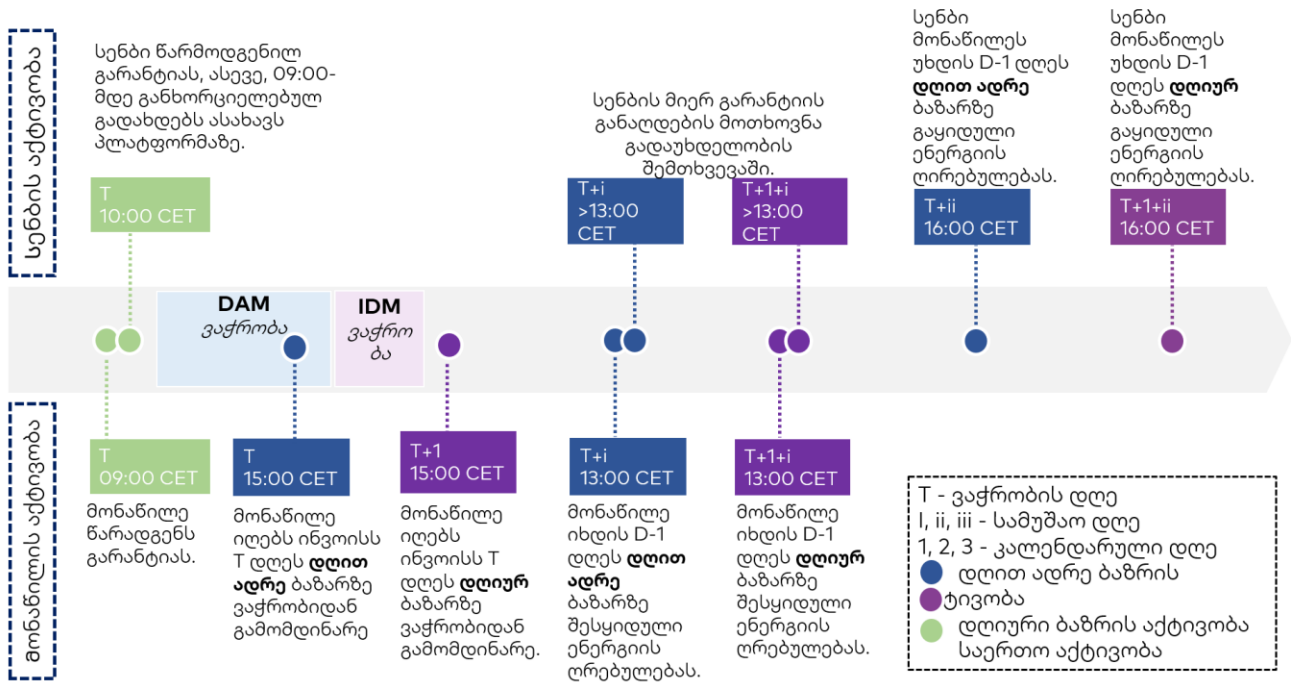 სენბის აქტივობა
სენბი წარმოდგენილ
გარანტიას, ასევე, 09:00-
მდე განხორციელებულ
გადახდებს ასახავს
პლატფორმაზე.
T
10:00 CET
სენბის მიერ გარანტიის
განაღდების მოთხოვნა
გადაუხდელობის
შემთხვევაში.
T+i
>13:00
CET
T+1+i
>13:00
CET
სენბი
მონაწილეს
უხდის D-1 დღეს
დღით ადრე
ბაზარზე
გაყიდული
ენერგიის
ღირებულებას.
T+ii
16:00 CET
სენბი
მონაწილეს
უხდის D-1
დღეს დღიურ
ბაზარზე
გაყიდული
ენერგიის
ღირებულებას.
T+1+ii
16:00 CET
DAM
ვაჭრობა
IDM
ვაჭრო
ბა
მონაწილის აქტივობა
T
09:00 CET
მონაწილე
წარადგენს
გარანტიას.
T
15:00 CET
მონაწილე
იღებს ინვოისს
T დღეს დღით
ადრე ბაზარზე
ვაჭრობიდან
გამომდინარე
T+1
15:00 CET
მონაწილე
იღებს
ინვოისს T
დღეს დღიურ
ბაზარზე
ვაჭრობიდან
გამომდინარე.
T+i
13:00 CET
მონაწილე
იხდის D-1
დღეს დღით
ადრე
ბაზარზე
შესყიდული
ენერგიის
ღრებულებას.
T+1+i
13:00 CET
მონაწილე
იხდის D-1
დღეს დღიურ
ბაზარზე
შესყიდული
ენერგიის
ღრებულებას.
T - ვაჭრობის დღე
I, ii, iii - სამუშაო დღე
1, 2, 3 - კალენდარული დღე
დღით ადრე ბაზრის
ტივობა
დღიური ბაზრის აქტივობა
საერთო აქტივობა